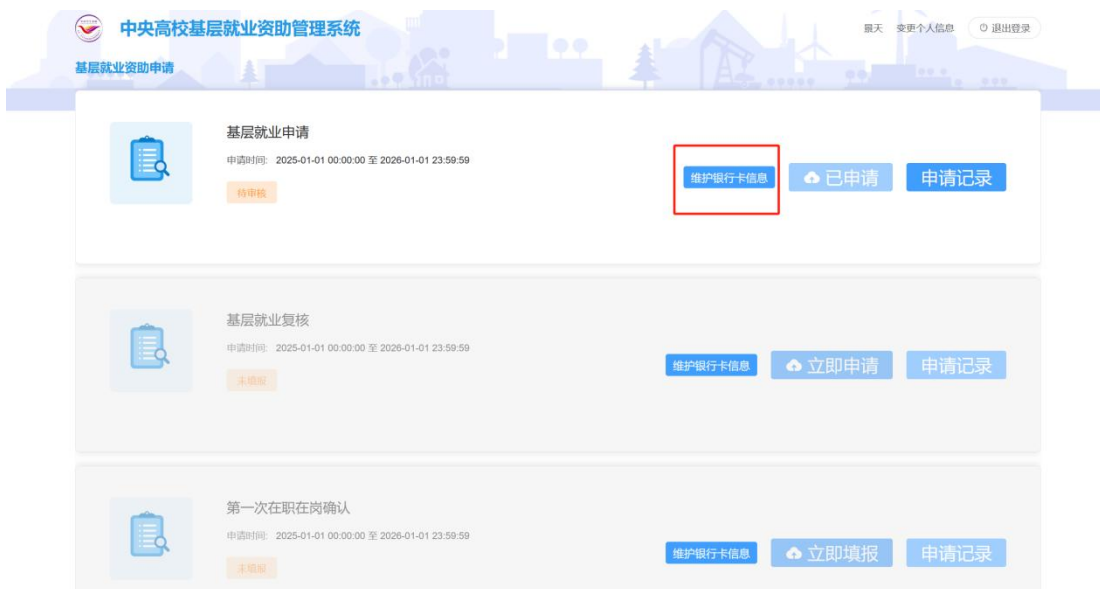 中央高校基层就业资助管理系统
景天 变更个人信息 退出登录
基层就业资助申请
基层就业申请
申请时间: 2025-01-01 00:00:00 至 2026-01-01 23:59:59
待审核
维护银行卡信息 已申请 申请记录
基层就业复核
申请时间: 2025-01-01 00:00:00 至 2026-01-01 23:59:59
未填报
维护银行卡信息 立即申请 申请记录
第一次在职在岗确认
申请时间: 2025-01-01 00:00:00 至 2026-01-01 23:59:59
未填报
维护银行卡信息 立即填报 申请记录